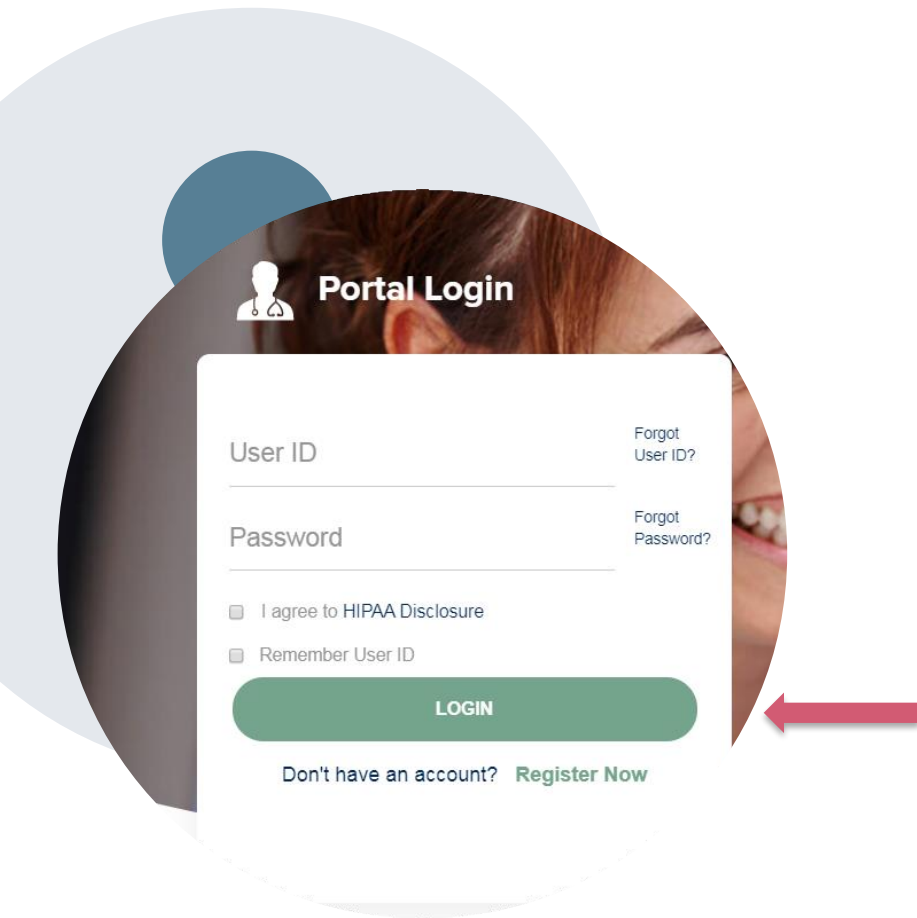 Portal Login
User ID
Forgot
User ID?
Password
Forgot
Password?
I agree to HIPAA Disclosure
Remember User ID
LOGIN
Don't have an account? Register Now